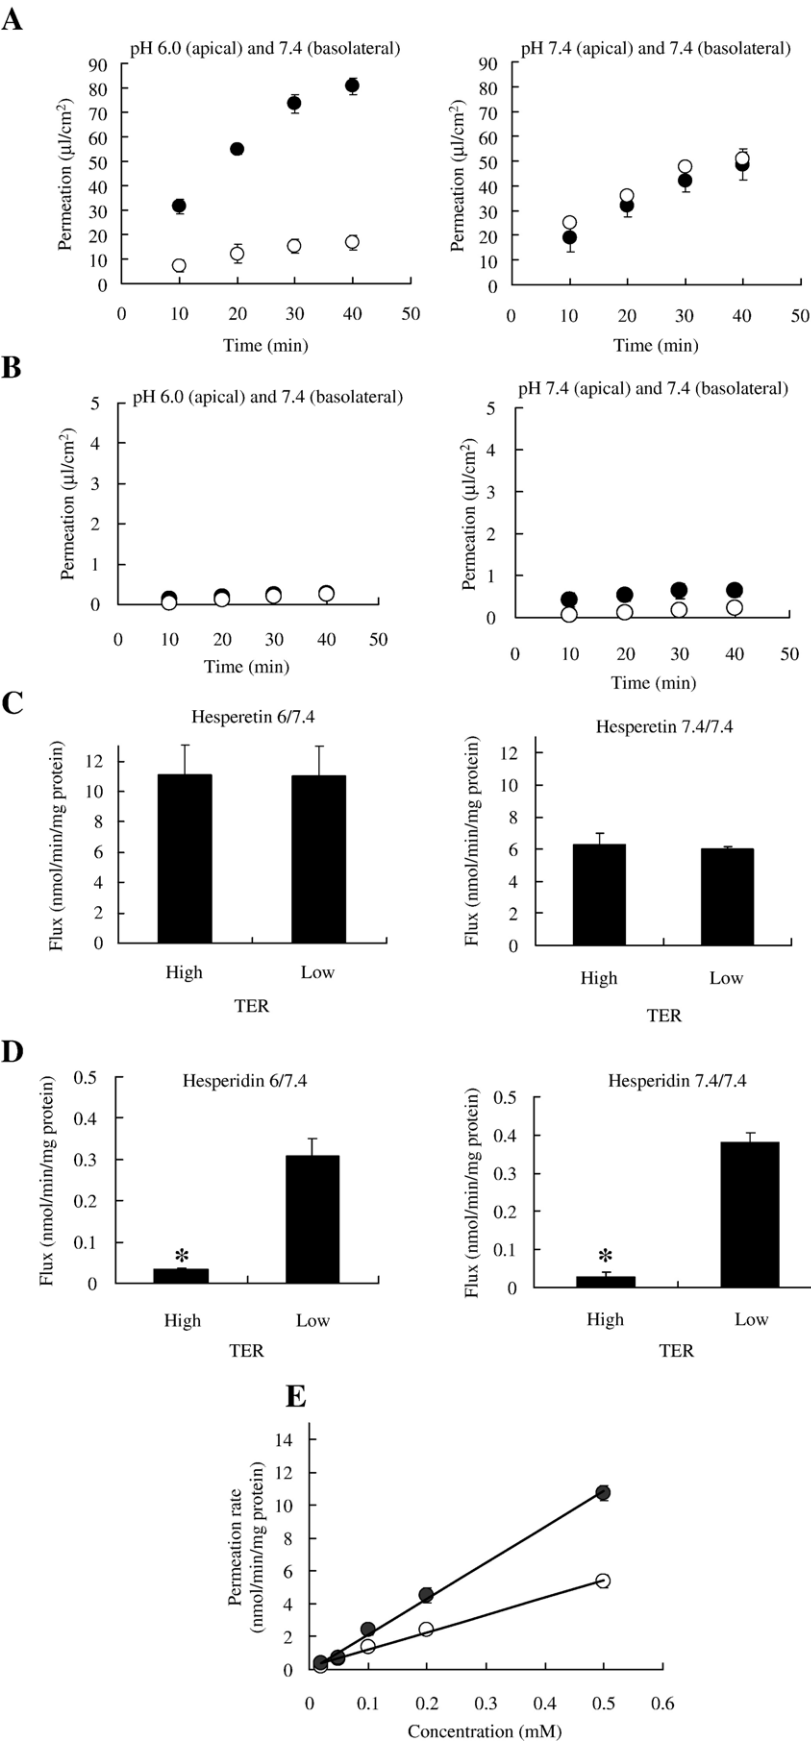 A
pH 6.0 (apical) and 7.4 (basolateral)
Permeation (μl/cm2)
90
80
70
60
50
40
30
20
10
0
0 10 20 30 40 50
Time (min)
pH 7.4 (apical) and 7.4 (basolateral)
Permeation (μl/cm2)
90
80
70
60
50
40
30
20
10
0
0 10 20 30 40 50
Time (min)
B
pH 6.0 (apical) and 7.4 (basolateral)
Permeation (μl/cm2)
5
4
3
2
1
0
0 10 20 30 40 50
Time (min)
pH 7.4 (apical) and 7.4 (basolateral)
Permeation (μl/cm2)
5
4
3
2
1
0
0 10 20 30 40 50
Time (min)
C
Hesperetin 6/7.4
Flux (nmol/min/mg protein)
12
10
8
6
4
2
0
High Low
TER
Hesperetin 7.4/7.4
Flux (nmol/min/mg protein)
12
10
8
6
4
2
0
High Low
TER
D
Hesperidin 6/7.4
Flux (nmol/min/mg protein)
0.5
0.4
0.3
0.2
0.1
0
*
High Low
TER
Hesperidin 7.4/7.4
Flux (nmol/min/mg protein)
0.5
0.4
0.3
0.2
0.1
0
*
High Low
TER
E
Permeation rate
(nmol/min/mg protein)
14
12
10
8
6
4
2
0
0 0.1 0.2 0.3 0.4 0.5 0.6
Concentration (mM)